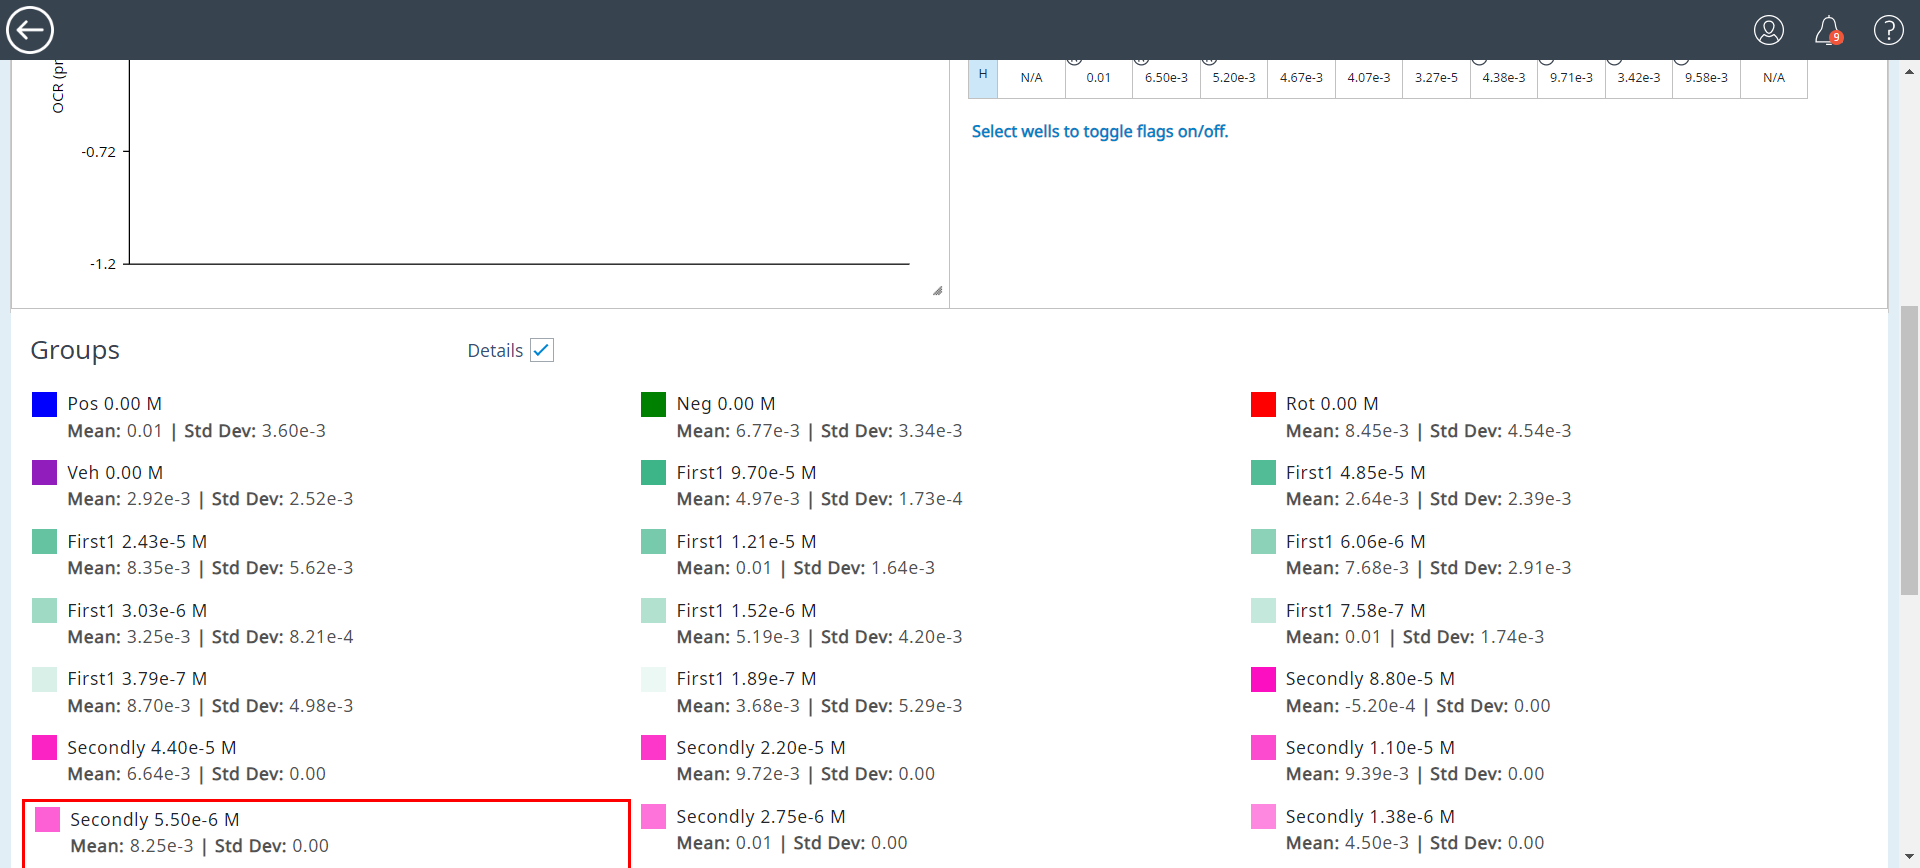 9
?
OCR (pr
-0.72
-1.2
H N/A 0.01 6.50e-3 5.20e-3 4.67e-3 4.07e-3 3.27e-5 4.38e-3 9.71e-3 3.42e-3 9.58e-3 N/A
Select wells to toggle flags on/off.
Groups
Details
Pos 0.00 M
Mean: 0.01 | Std Dev: 3.60e-3
Neg 0.00 M
Mean: 6.77e-3 | Std Dev: 3.34e-3
Rot 0.00 M
Mean: 8.45e-3 | Std Dev: 4.54e-3
Veh 0.00 M
Mean: 2.92e-3 | Std Dev: 2.52e-3
First1 9.70e-5 M
Mean: 4.97e-3 | Std Dev: 1.73e-4
First1 4.85e-5 M
Mean: 2.64e-3 | Std Dev: 2.39e-3
First1 2.43e-5 M
Mean: 8.35e-3 | Std Dev: 5.62e-3
First1 1.21e-5 M
Mean: 0.01 | Std Dev: 1.64e-3
First1 6.06e-6 M
Mean: 7.68e-3 | Std Dev: 2.91e-3
First1 3.03e-6 M
Mean: 3.25e-3 | Std Dev: 8.21e-4
First1 1.52e-6 M
Mean: 5.19e-3 | Std Dev: 4.20e-3
First1 7.58e-7 M
Mean: 0.01 | Std Dev: 1.74e-3
First1 3.79e-7 M
Mean: 8.70e-3 | Std Dev: 4.98e-3
First1 1.89e-7 M
Mean: 3.68e-3 | Std Dev: 5.29e-3
Secondly 8.80e-5 M
Mean: -5.20e-4 | Std Dev: 0.00
Secondly 4.40e-5 M
Mean: 6.64e-3 | Std Dev: 0.00
Secondly 2.20e-5 M
Mean: 9.72e-3 | Std Dev: 0.00
Secondly 1.10e-5 M
Mean: 9.39e-3 | Std Dev: 0.00
Secondly 5.50e-6 M
Mean: 8.25e-3 | Std Dev: 0.00
Secondly 2.75e-6 M
Mean: 0.01 | Std Dev: 0.00
Secondly 1.38e-6 M
Mean: 4.50e-3 | Std Dev: 0.00